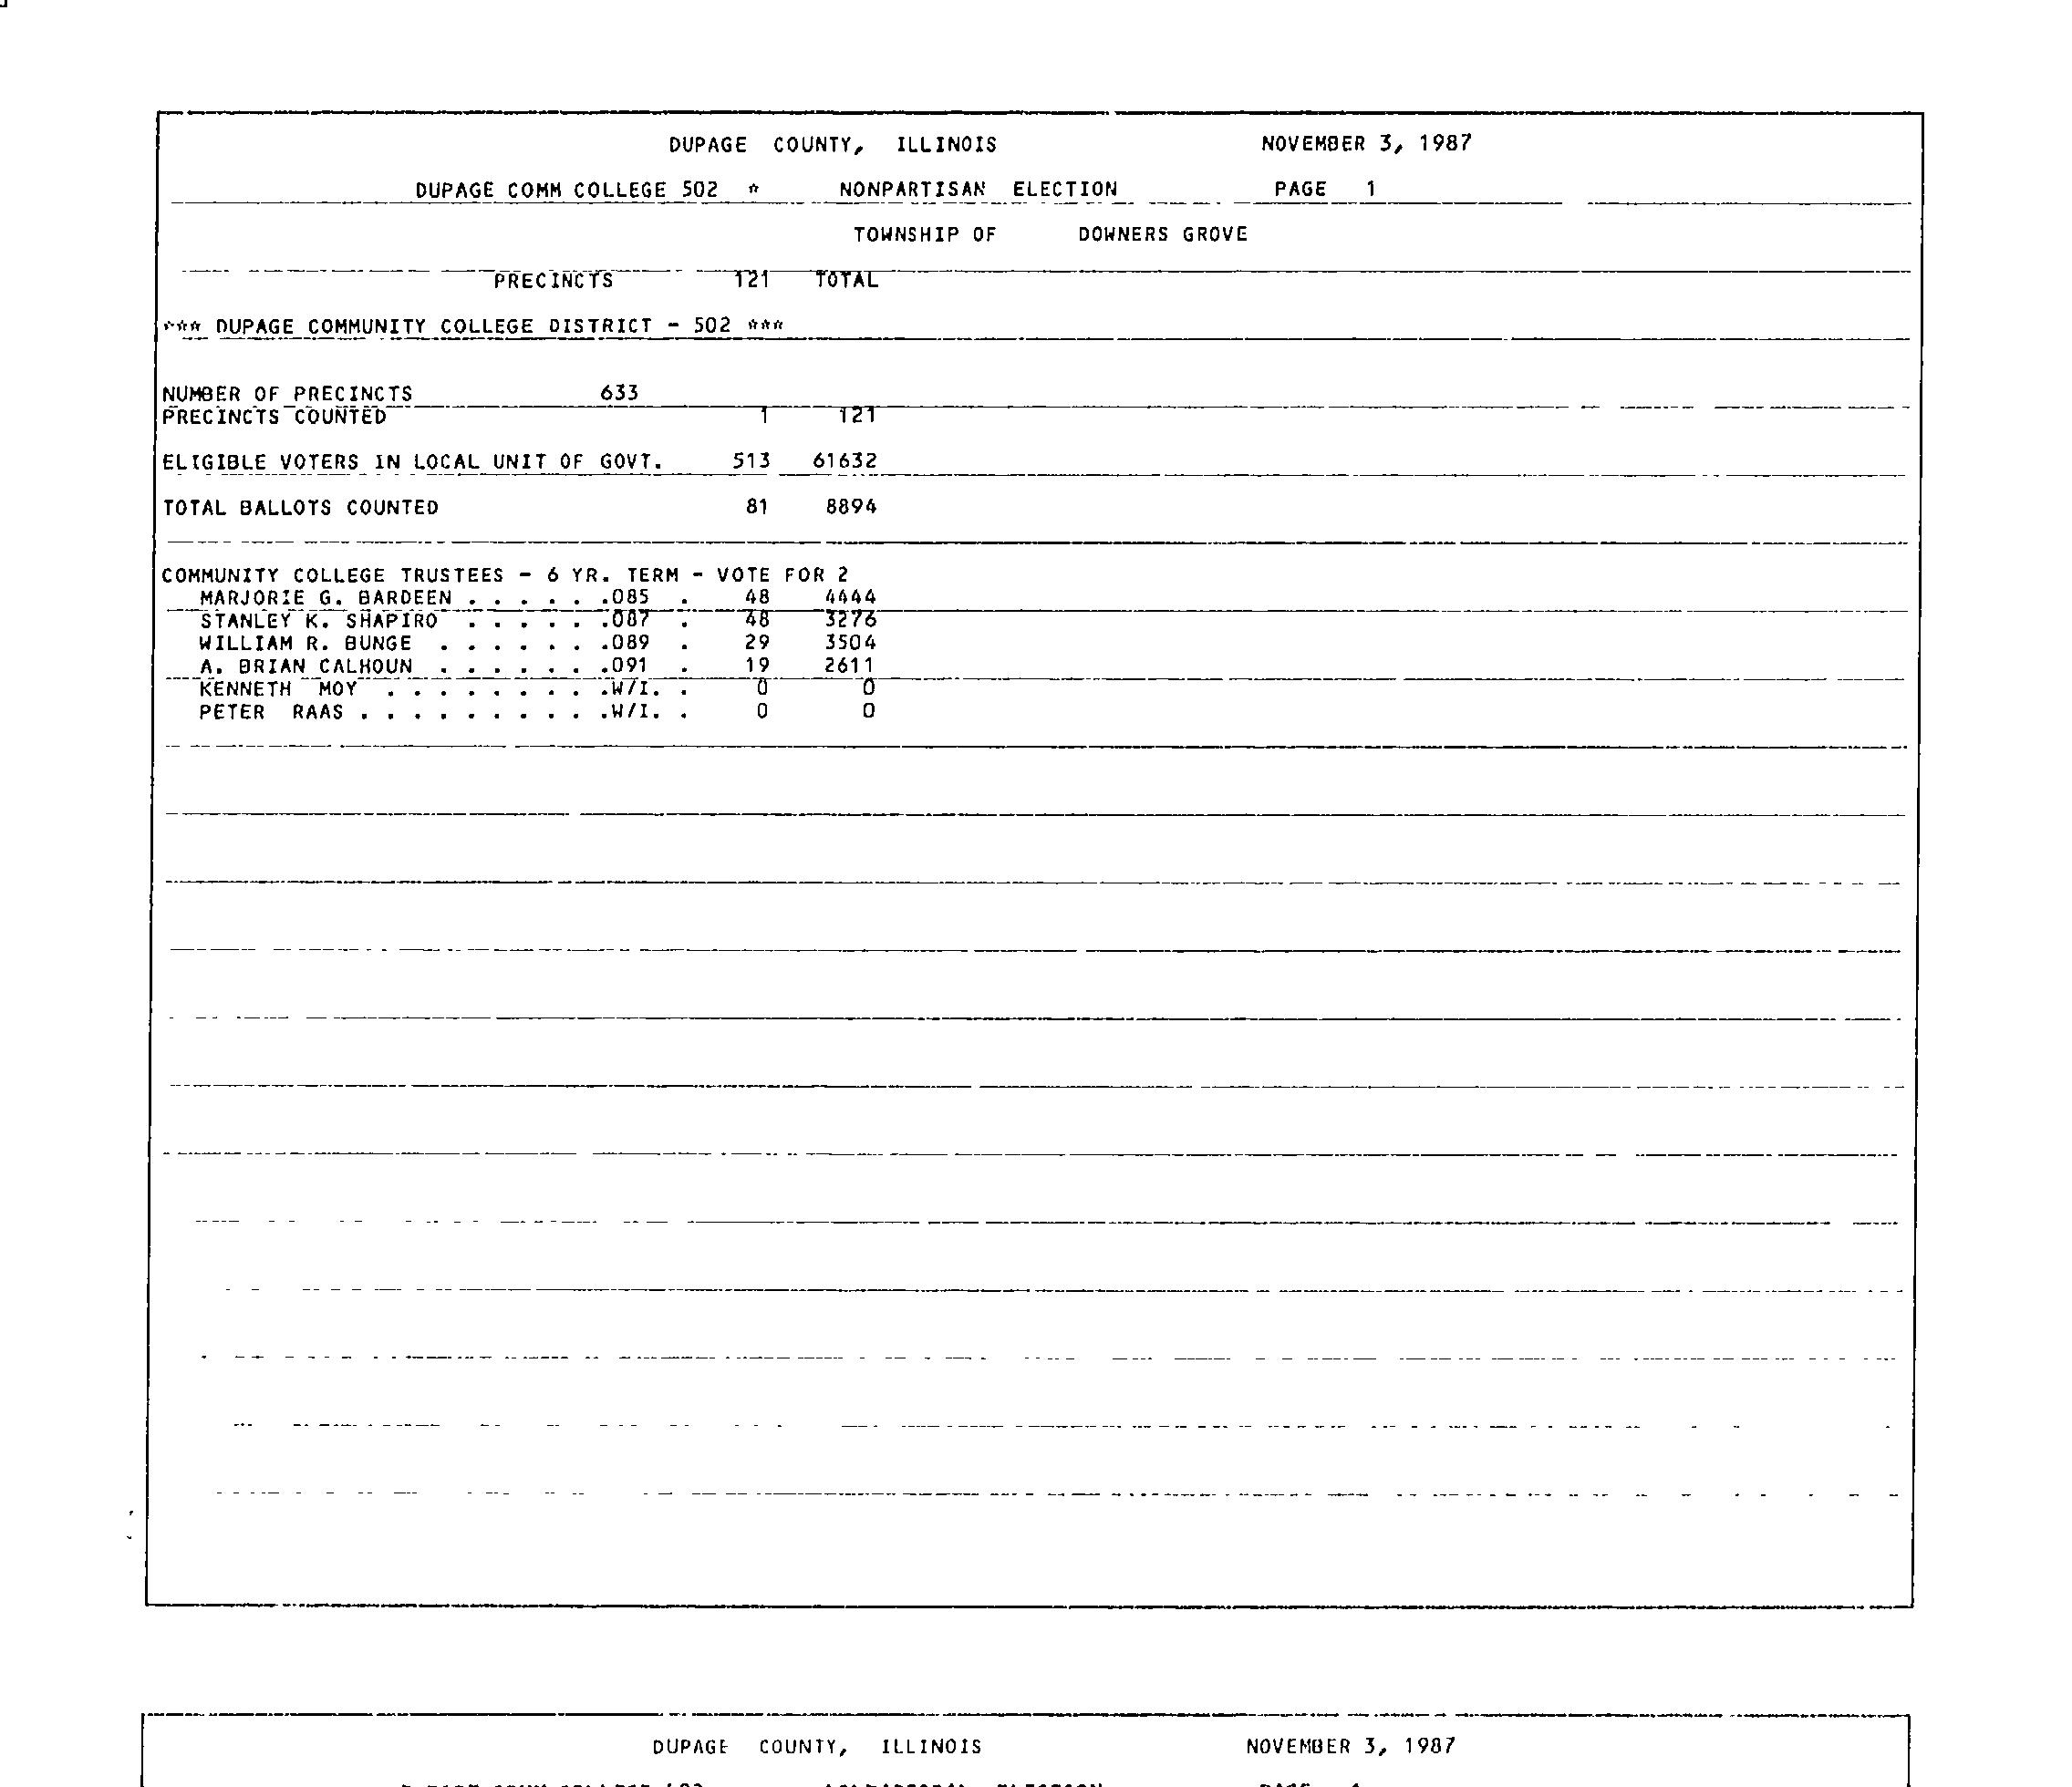 DUPAGE COUNTY, ILLINOIS NOVEMBER 3, 1987
DUPAGE COMM COLLEGE 502 * NONPARTISAN ELECTION PAGE 1
TOWNSHIP OF DOWNERS GROVE
PRECINCTS 121 TOTAL
*** DUPAGE COMMUNITY COLLEGE DISTRICT - 502 ***
NUMBER OF PRECINCTS 633
PRECINCTS COUNTED 1 121
ELIGIBLE VOTERS IN LOCAL UNIT OF GOVT. 513 61632
TOTAL BALLOTS COUNTED 81 8894
COMMUNITY COLLEGE TRUSTEES - 6 YR. TERM - VOTE FOR 2
MARJORIE G. BARDEEN . . . . . .085 . 48 4444
STANLEY K. SHAPIRO . . . . . .087 . 48 3276
WILLIAM R. BUNGE . . . . . . .089 . 29 3504
A. BRIAN CALHOUN . . . . . . .091 . 19 2611
KENNETH MOY . . . . . . . . .W/I. . 0 0
PETER RAAS . . . . . . . . . .W/I. . 0 0
DUPAGE COUNTY, ILLINOIS NOVEMBER 3, 1987